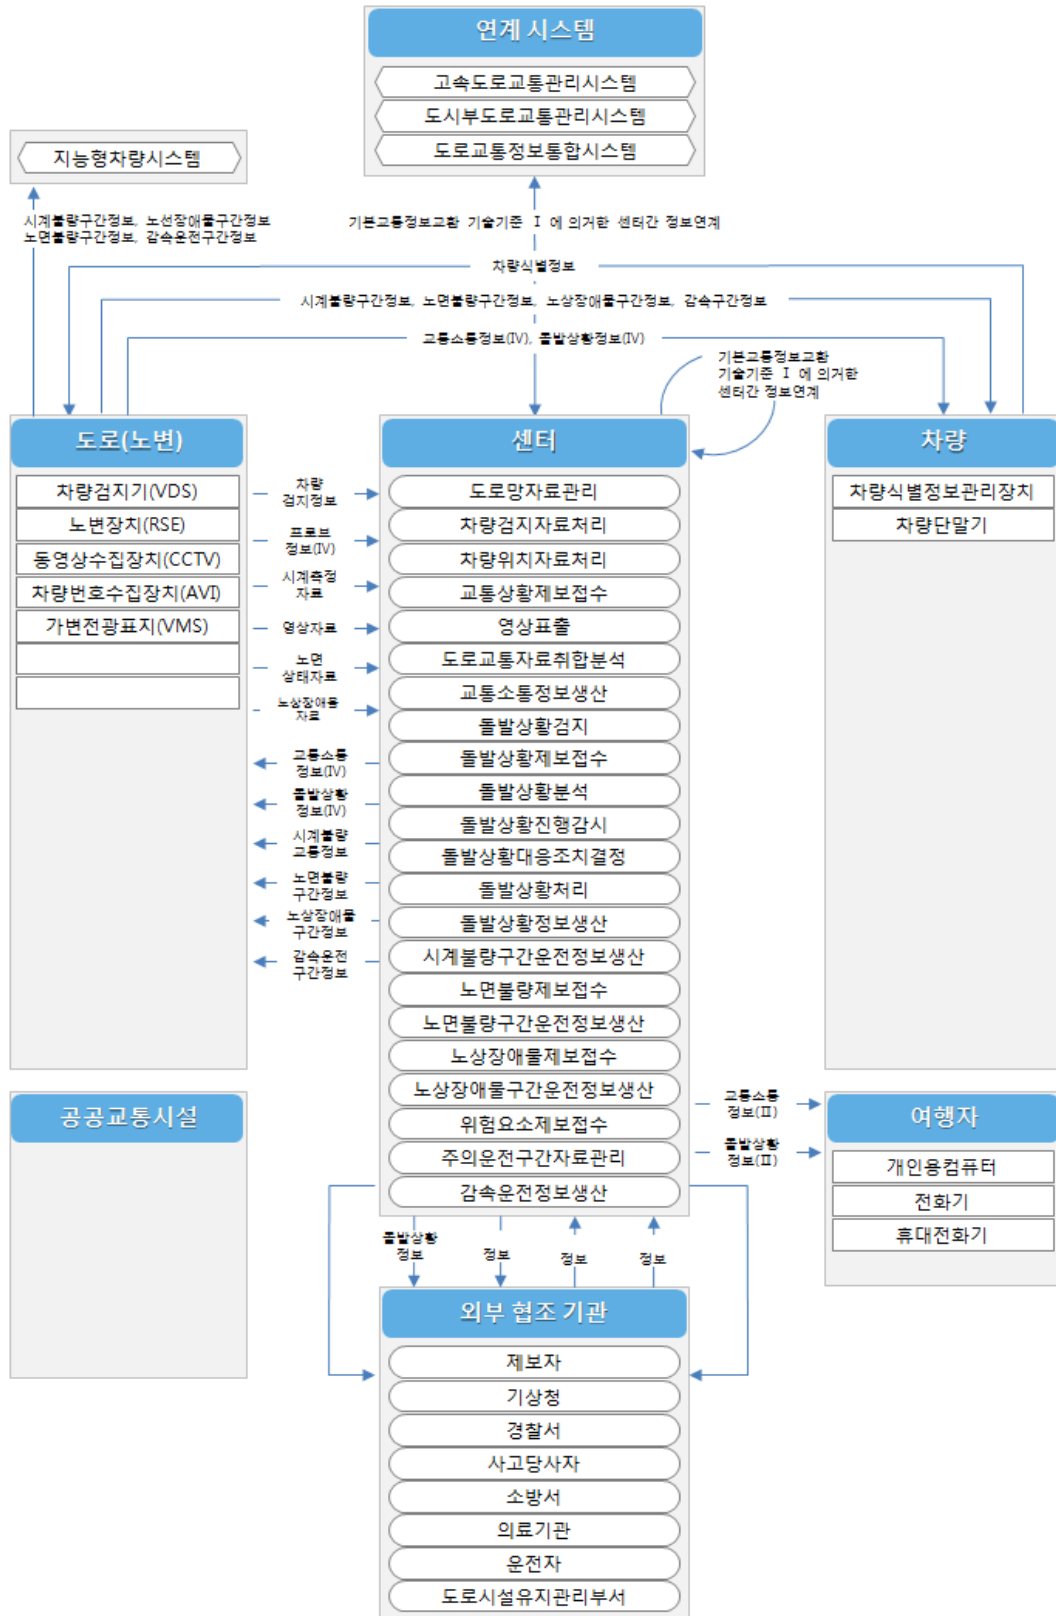 연계 시스템
고속도로교통관리시스템
도시부도로교통관리시스템
도로교통정보통합시스템
지능형차량시스템
시계불량구간정보, 노선장애물구간정보
노면불량구간정보, 감속운전구간정보
기본교통정보교환 기술기준 Ⅰ 에 의거한 센터간 정보연계
차량식별정보
시계불량구간정보, 노면불량구간정보, 노상장애물구간정보, 감속구간정보
교통소통정보(IV), 돌발상황정보(IV)
기본교통정보교환
기술기준 Ⅰ 에 의거한
센터간 정보연계
도로(노변)
차량검지기(VDS)
노변장치(RSE)
동영상수집장치(CCTV)
차량번호수집장치(AVI)
가변전광표지(VMS)
차량
검지정보
프로브
정보(IV)
시계측정
자료
영상자료
노면
상태자료
노상장애물
자료
교통소통
정보(IV)
돌발상황
정보(IV)
시계불량
교통정보
노면불량
구간정보
노상장애물
구간정보
감속운전
구간정보
센터
도로망자료관리
차량검지자료처리
차량위치자료처리
교통상황제보접수
영상표출
도로교통자료취합분석
교통소통정보생산
돌발상황검지
돌발상황제보접수
돌발상황분석
돌발상황진행감시
돌발상황대응조치결정
돌발상황처리
돌발상황정보생산
시계불량구간운전정보생산
노면불량제보접수
노면불량구간운전정보생산
노상장애물제보접수
노상장애물구간운전정보생산
위험요소제보접수
주의운전구간자료관리
감속운전정보생산
차량
차량식별정보관리장치
차량단말기
공공교통시설
교통소통
정보(Ⅱ)
돌발상황
정보(Ⅱ)
여행자
개인용컴퓨터
전화기
휴대전화기
돌발상황
정보
정보
정보
정보
외부 협조 기관
제보자
기상청
경찰서
사고당사자
소방서
의료기관
운전자
도로시설유지관리부서